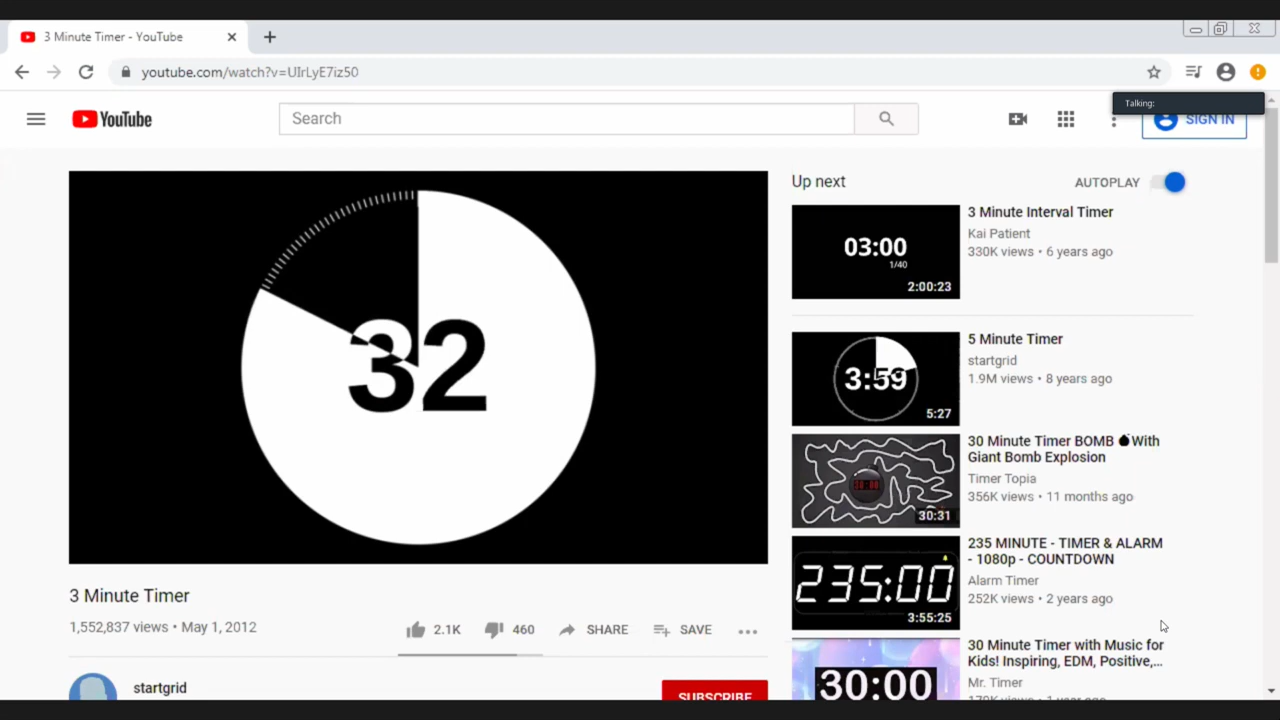 3 Minute Timer - YouTube
youtube.com/watch?v=UIrLyE7iz50
Talking:
YouTube
Search
SIGN IN
32
3 Minute Timer
1,552,837 views • May 1, 2012
2.1K
460
SHARE
SAVE
startgrid
SUBSCRIBE
Up next
AUTOPLAY
03:00
1/40
2:00:23
3 Minute Interval Timer
Kai Patient
330K views • 6 years ago
3:59
5:27
5 Minute Timer
startgrid
1.9M views • 8 years ago
30:31
30 Minute Timer BOMB 💣With
Giant Bomb Explosion
Timer Topia
356K views • 11 months ago
235:00
3:55:25
235 MINUTE - TIMER & ALARM
- 1080p - COUNTDOWN
Alarm Timer
252K views • 2 years ago
30:00
30 Minute Timer with Music for
Kids! Inspiring, EDM, Positive,...
Mr. Timer